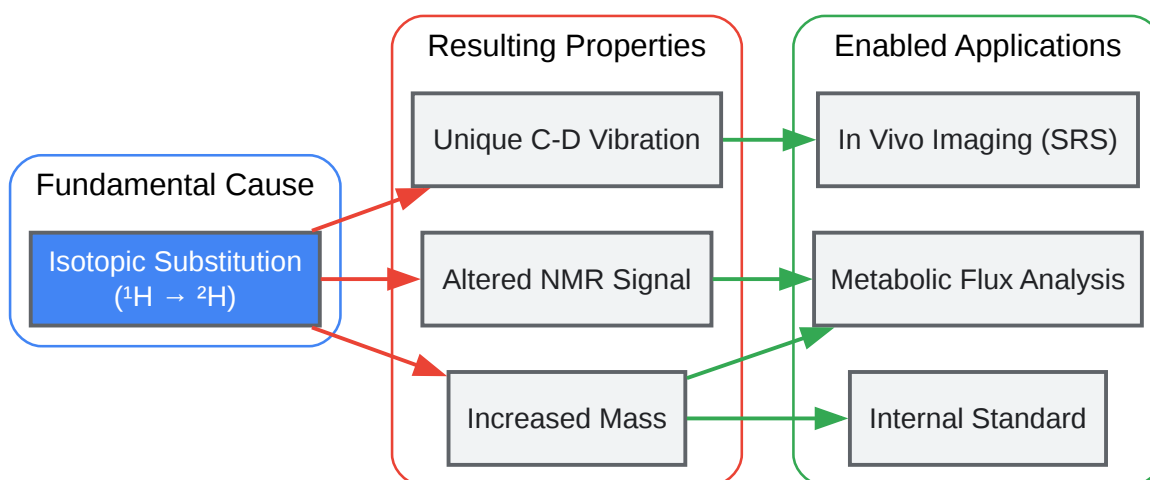 Fundamental Cause
Isotopic Substitution
(¹H → ²H)
Resulting Properties
Unique C-D Vibration
Altered NMR Signal
Increased Mass
Enabled Applications
In Vivo Imaging (SRS)
Metabolic Flux Analysis
Internal Standard